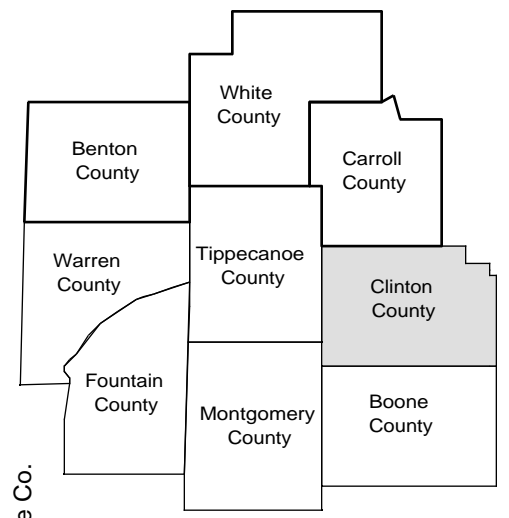 White
County
Benton
County
Carroll
County
Warren
County
Tippecanoe
County
Clinton
County
Fountain
County
Montgomery
County
Boone
County
e Co.